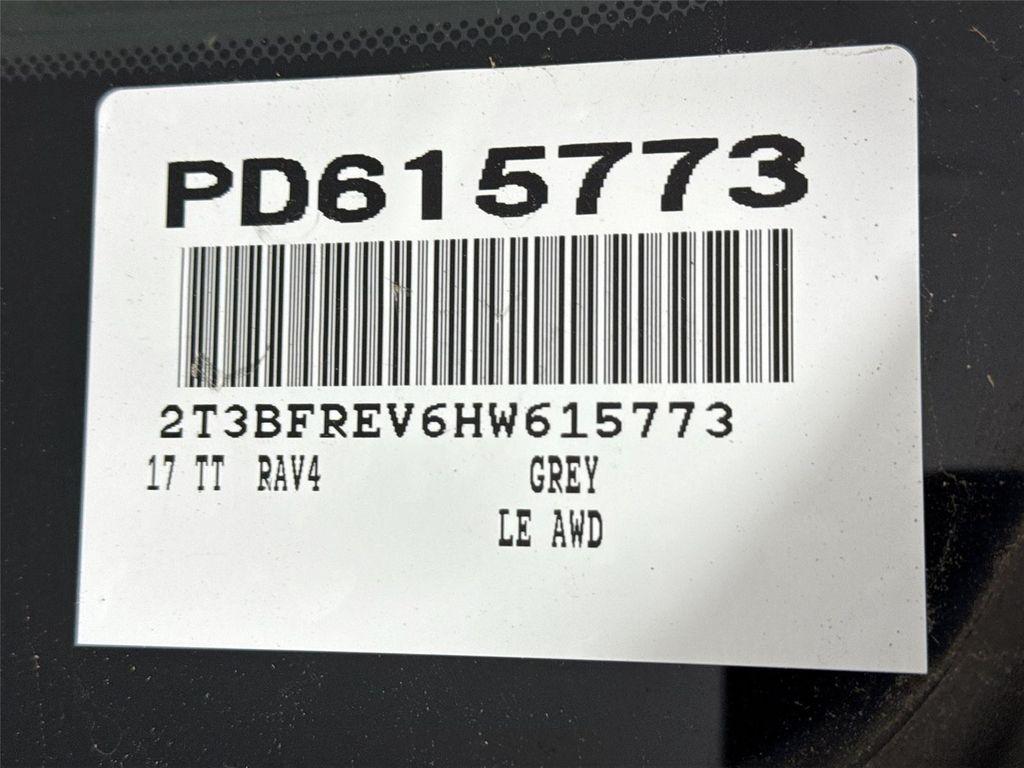 PD615773
2T3BFREV6HW615773
17 TT RAV4 GREY
LE AWD